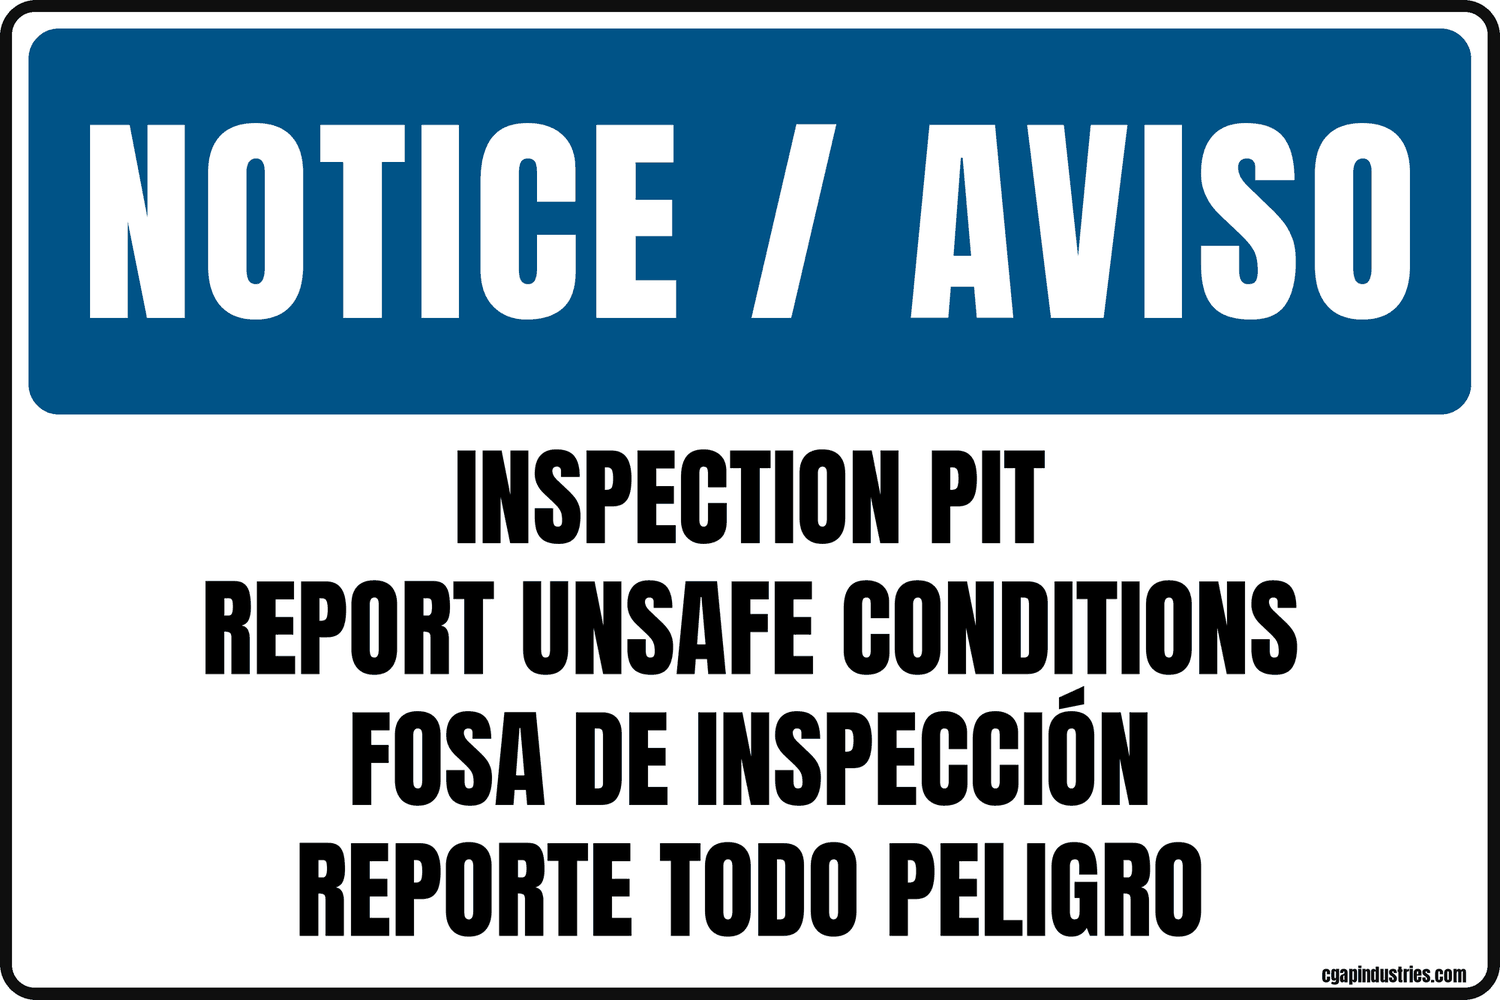 NOTICE / AVISO
INSPECTION PIT
REPORT UNSAFE CONDITIONS
FOSA DE INSPECCIÓN
REPORTE TODO PELIGRO
cgapindustries.com